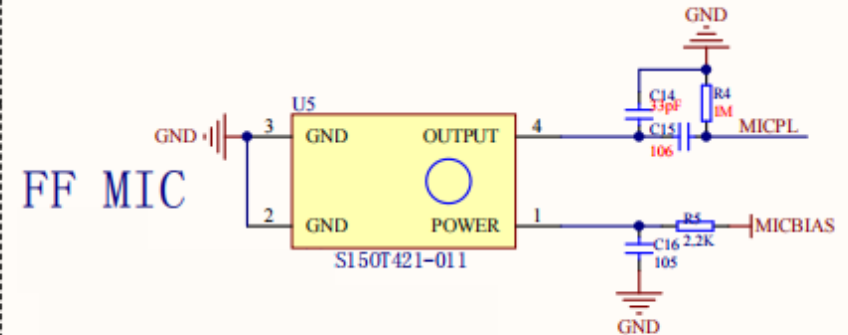 GND
U5
C14
33pF
R4
1M
GND
3
GND
OUTPUT
4
C15
106
MICPL
FF MIC
2
GND
POWER
1
R5
2.2K
MICBIAS
C16
105
S150T421-011
GND